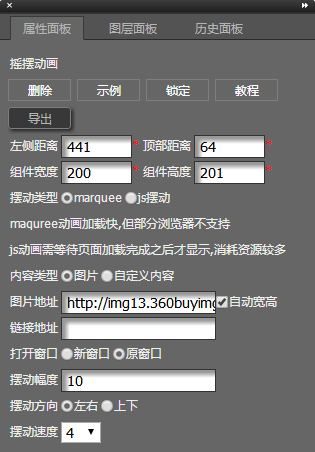 属性面板 图层面板 历史面板
摇摆动画
删除 示例 锁定 教程
导出
左侧距离 441 * 顶部距离 64 *
组件宽度 200 * 组件高度 201 *
摆动类型 marquee js摆动
maquree动画加载快,但部分浏览器不支持
js动画需等待页面加载完成之后才显示,消耗资源较多
内容类型 图片 自定义内容
图片地址 http://img13.360buyimg 自动宽高
链接地址
打开窗口 新窗口 原窗口
摆动幅度 10
摆动方向 左右 上下
摆动速度 4